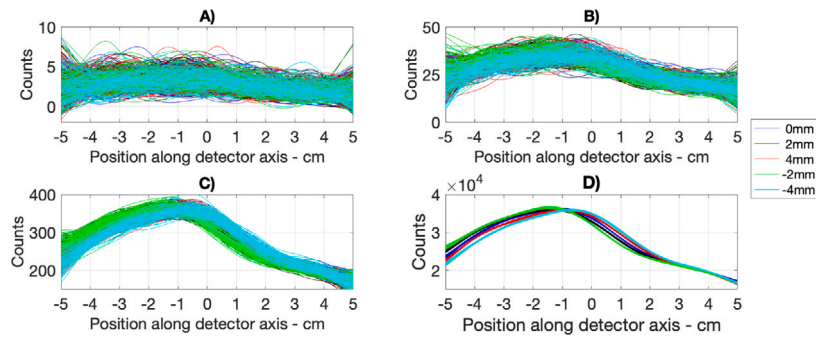 A)
10
5
0
Counts
-5 -4 -3 -2 -1 0 1 2 3 4 5
Position along detector axis - cm
B)
50
25
0
Counts
-5 -4 -3 -2 -1 0 1 2 3 4 5
Position along detector axis - cm
0mm
2mm
4mm
-2mm
-4mm
C)
400
300
200
Counts
-5 -4 -3 -2 -1 0 1 2 3 4 5
Position along detector axis - cm
D)
×10⁴
4
3
2
Counts
-5 -4 -3 -2 -1 0 1 2 3 4 5
Position along detector axis - cm